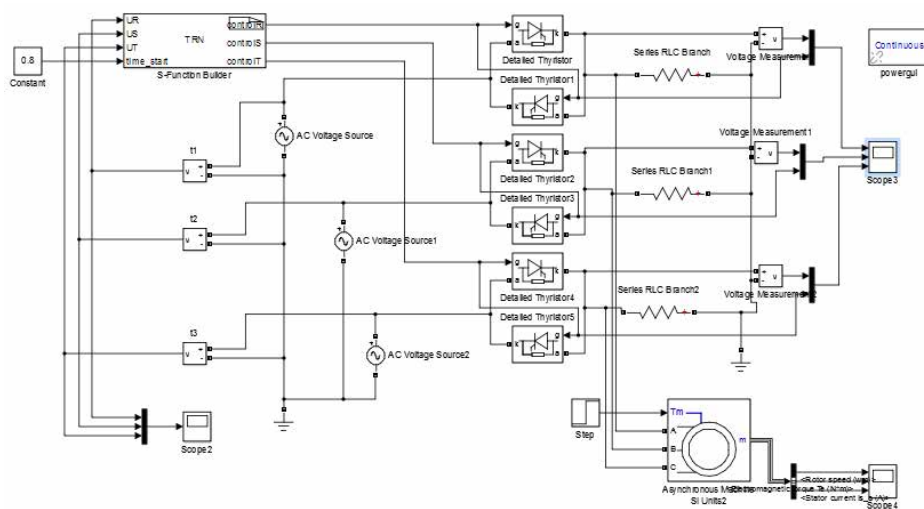 UR
US
UT
time_start
TRN
controlR
controlS
controlT
S-Function Builder
0.8
Constant
g
a
k
Detailed Thyristor
Detailed Thyristor1
k
g
a
Series RLC Branch
+
-
v
Voltage Measurement
Continuous
powergui
AC Voltage Source
t1
v
+
-
g
a
k
Detailed Thyristor2
Detailed Thyristor3
k
g
a
Series RLC Branch1
Voltage Measurement1
+
-
v
Scope3
t2
v
+
-
AC Voltage Source1
g
a
k
Detailed Thyristor4
Detailed Thyristor5
k
g
a
Series RLC Branch2
+
-
v
Voltage Measurement2
t3
v
+
-
AC Voltage Source2
Scope2
Step
Tm
A
B
C
m
Asynchronous Machine
SI Units2
<Rotor speed (wm)>
<Electromagnetic torque Te (N*m)>
<Stator current is_a (A)>
Scope4